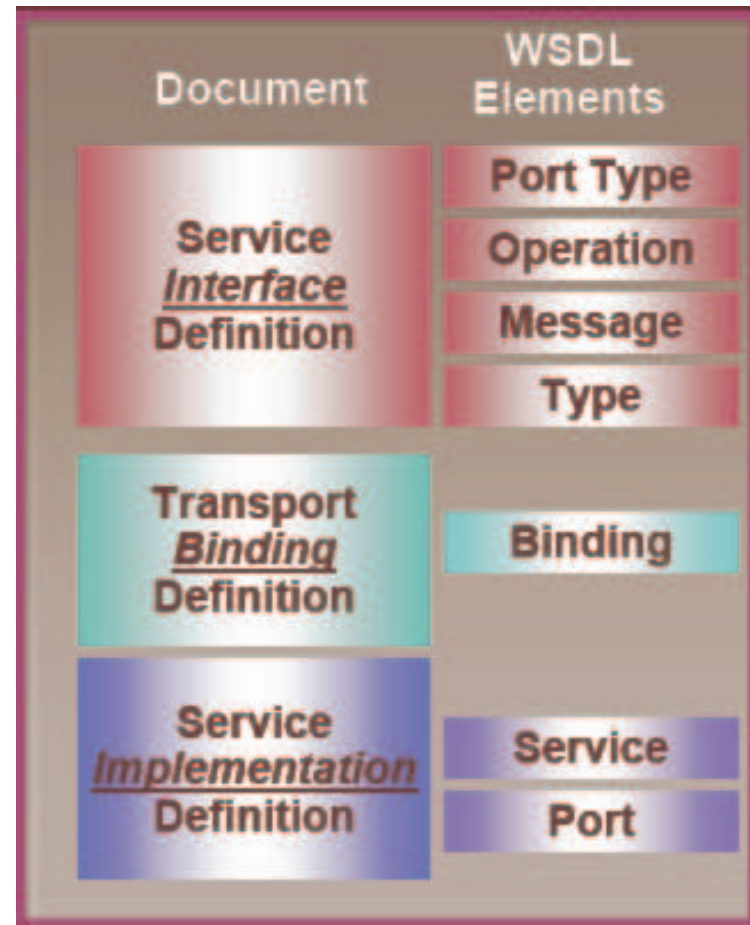 Document
WSDL
Elements
Service
Interface
Definition
Port Type
Operation
Message
Type
Transport
Binding
Definition
Binding
Service
Implementation
Definition
Service
Port